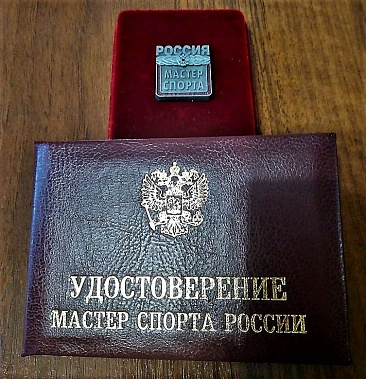 РОССИЯ
МАСТЕР
СПОРТА
УДОСТОВЕРЕНИЕ
МАСТЕР СПОРТА РОССИИ